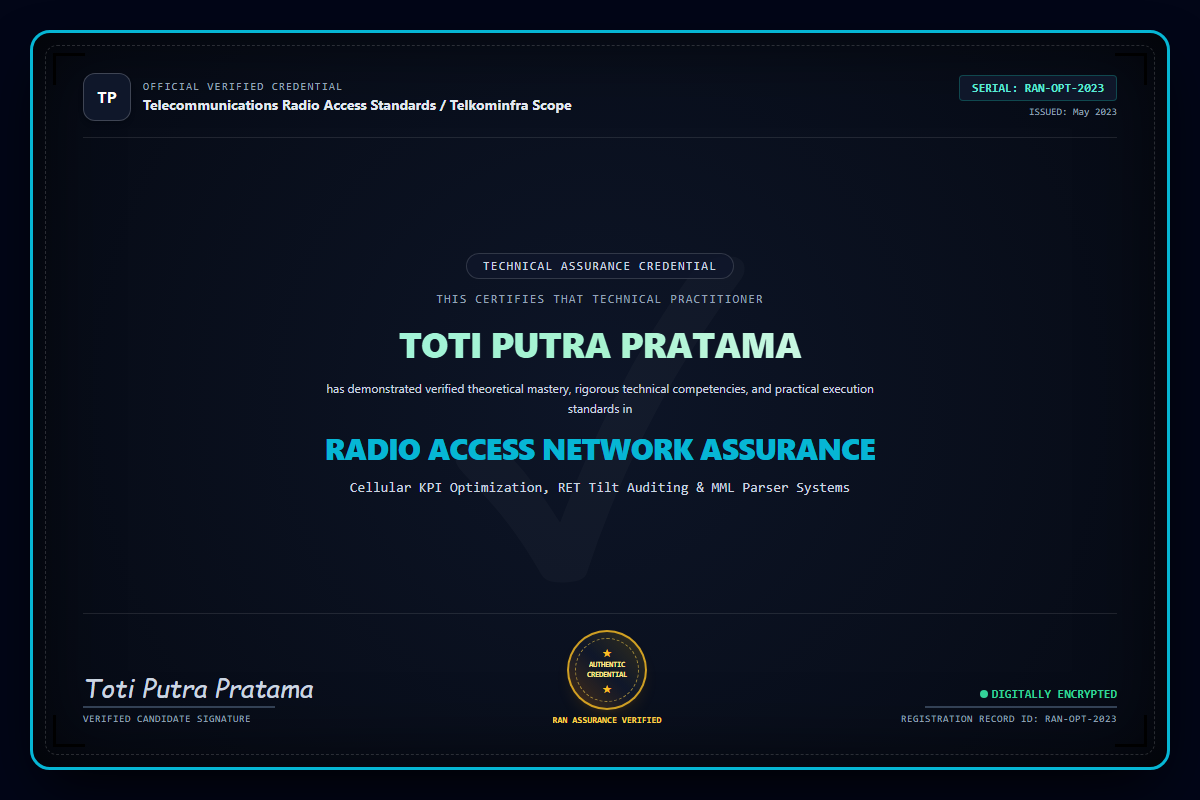 TP
OFFICIAL VERIFIED CREDENTIAL
Telecommunications Radio Access Standards / Telkominfra Scope
SERIAL: RAN-OPT-2023
ISSUED: May 2023
TECHNICAL ASSURANCE CREDENTIAL
THIS CERTIFIES THAT TECHNICAL PRACTITIONER
TOTI PUTRA PRATAMA
has demonstrated verified theoretical mastery, rigorous technical competencies, and practical execution
standards in
RADIO ACCESS NETWORK ASSURANCE
Cellular KPI Optimization, RET Tilt Auditing & MML Parser Systems
Toti Putra Pratama
VERIFIED CANDIDATE SIGNATURE
★
AUTHENTIC
CREDENTIAL
★
RAN ASSURANCE VERIFIED
DIGITALLY ENCRYPTED
REGISTRATION RECORD ID: RAN-OPT-2023